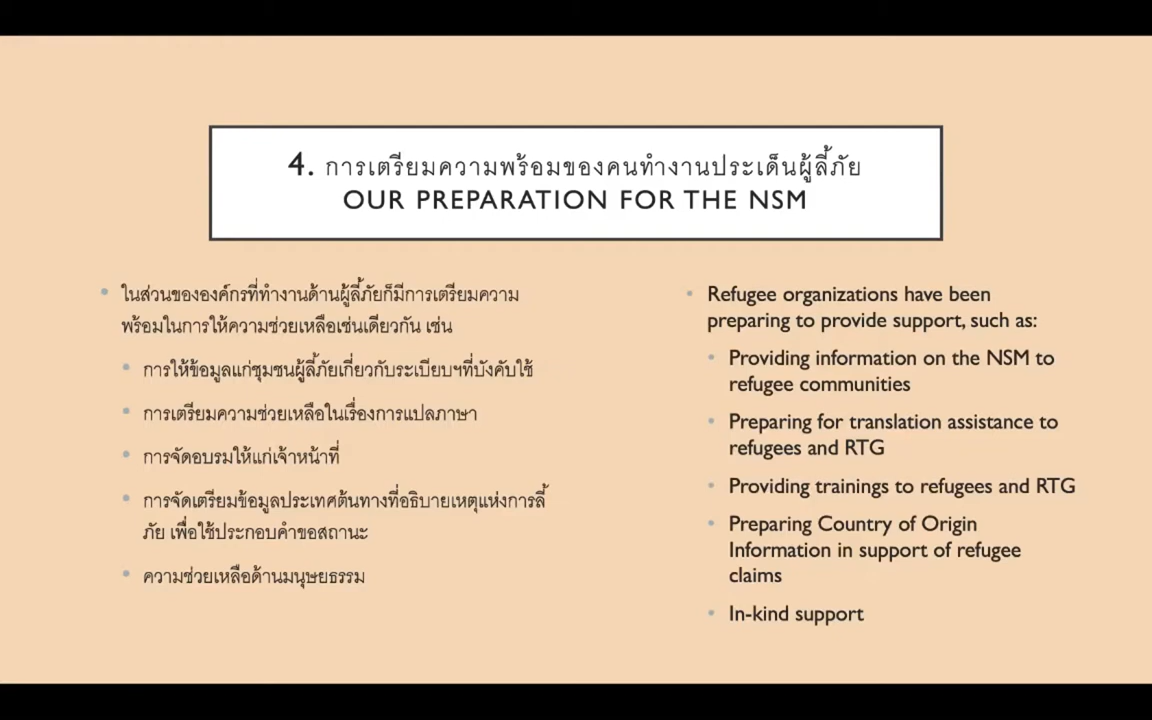 4. การเตรียมความพร้อมของคนทำงานประเด็นผู้ลี้ภัย
OUR PREPARATION FOR THE NSM
• ในส่วนขององค์กรที่ทำงานด้านผู้ลี้ภัยก็มีการเตรียมความ
พร้อมในการให้ความช่วยเหลือเช่นเดียวกัน เช่น
• การให้ข้อมูลแก่ชุมชนผู้ลี้ภัยเกี่ยวกับระเบียบฯที่บังคับใช้
• การเตรียมความช่วยเหลือในเรื่องการแปลภาษา
• การจัดอบรมให้แก่เจ้าหน้าที่
• การจัดเตรียมข้อมูลประเทศต้นทางที่อธิบายเหตุแห่งการลี้
ภัย เพื่อใช้ประกอบคำขอสถานะ
• ความช่วยเหลือด้านมนุษยธรรม
• Refugee organizations have been
preparing to provide support, such as:
• Providing information on the NSM to
refugee communities
• Preparing for translation assistance to
refugees and RTG
• Providing trainings to refugees and RTG
• Preparing Country of Origin
Information in support of refugee
claims
• In-kind support